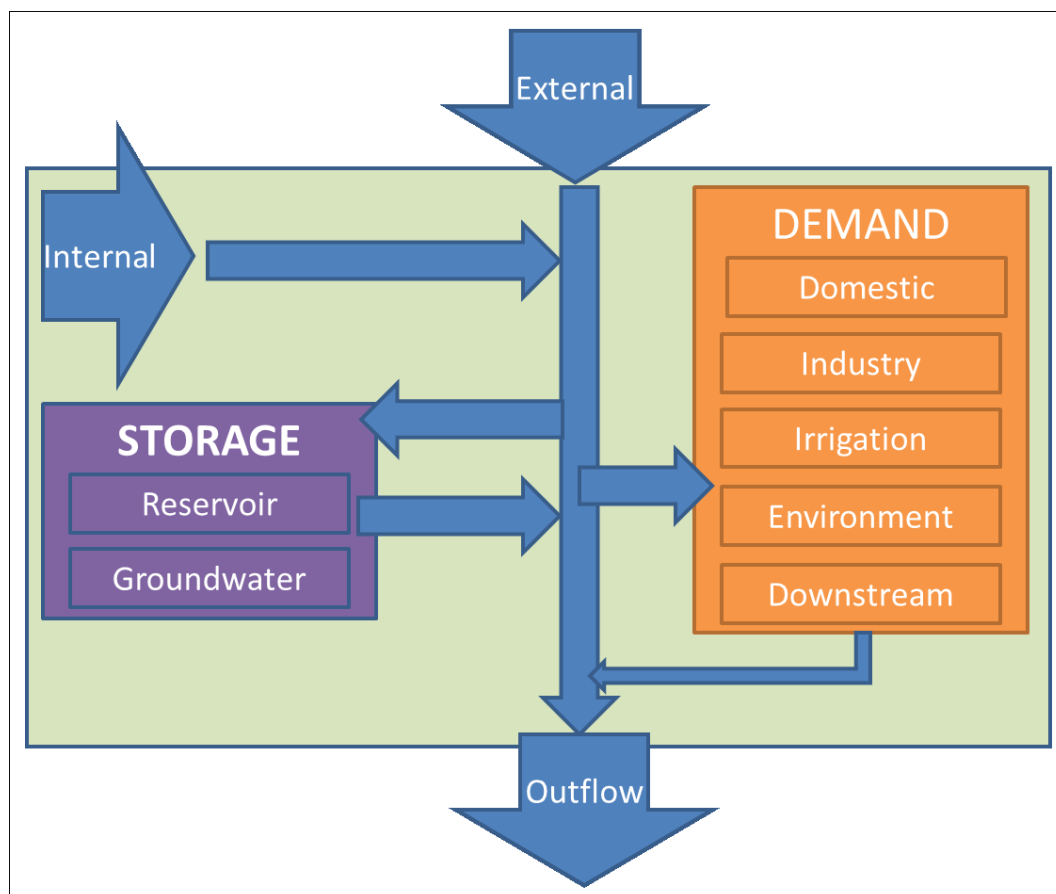 External
Internal
DEMAND
Domestic
Industry
Irrigation
Environment
Downstream
STORAGE
Reservoir
Groundwater
Outflow